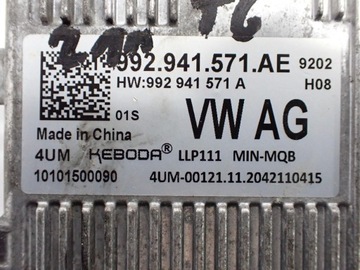 992.941.571.AE 9202
HW:992 941 571 A H08
01S
Made in China VW AG
4UM KEBODA® LLP111 MIN-MQB
10101500090 4UM-00121.11.2042110415